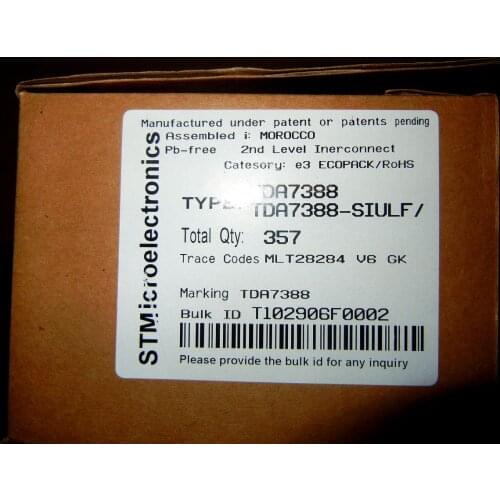 STMicroelectronics
Manufactured under patent or patents pending
Assembled i: MOROCCO
Pb-free 2nd Level Inerconnect
Catesory: e3 ECOPACK/RoHS
TDA7388
TYPE: TDA7388-SIULF/
Total Qty: 357
Trace Codes MLT28284 V6 GK
Marking TDA7388
Bulk ID T102906F0002
Please provide the bulk id for any inquiry